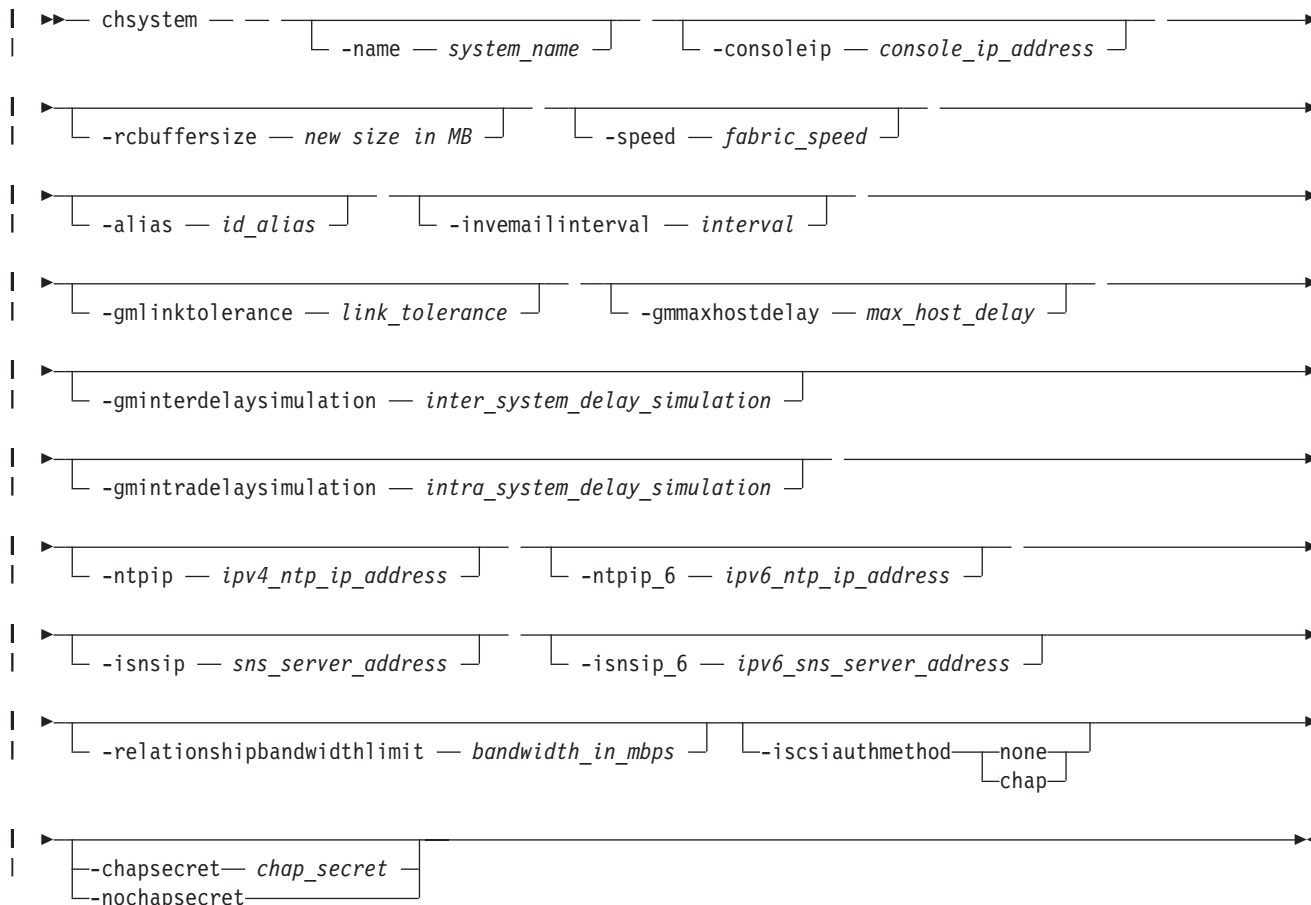 chsystem
-name system_name -consoleip console_ip_address
-rcbuffersize new size in MB -speed fabric_speed
-alias id_alias -invemailinterval interval
-gmlinktolerance link_tolerance -gmmaxhostdelay max_host_delay
-gminterdelaysimulation inter_system_delay_simulation
-gmintradelaysimulation intra_system_delay_simulation
-ntpip ipv4_ntp_ip_address -ntpip_6 ipv6_ntp_ip_address
-isnsip sns_server_address -isnsip_6 ipv6_sns_server_address
-relationshipbandwidthlimit bandwidth_in_mbps -iscsiauthmethod none
chap
-chapsecret chap_secret
-nochapsecret